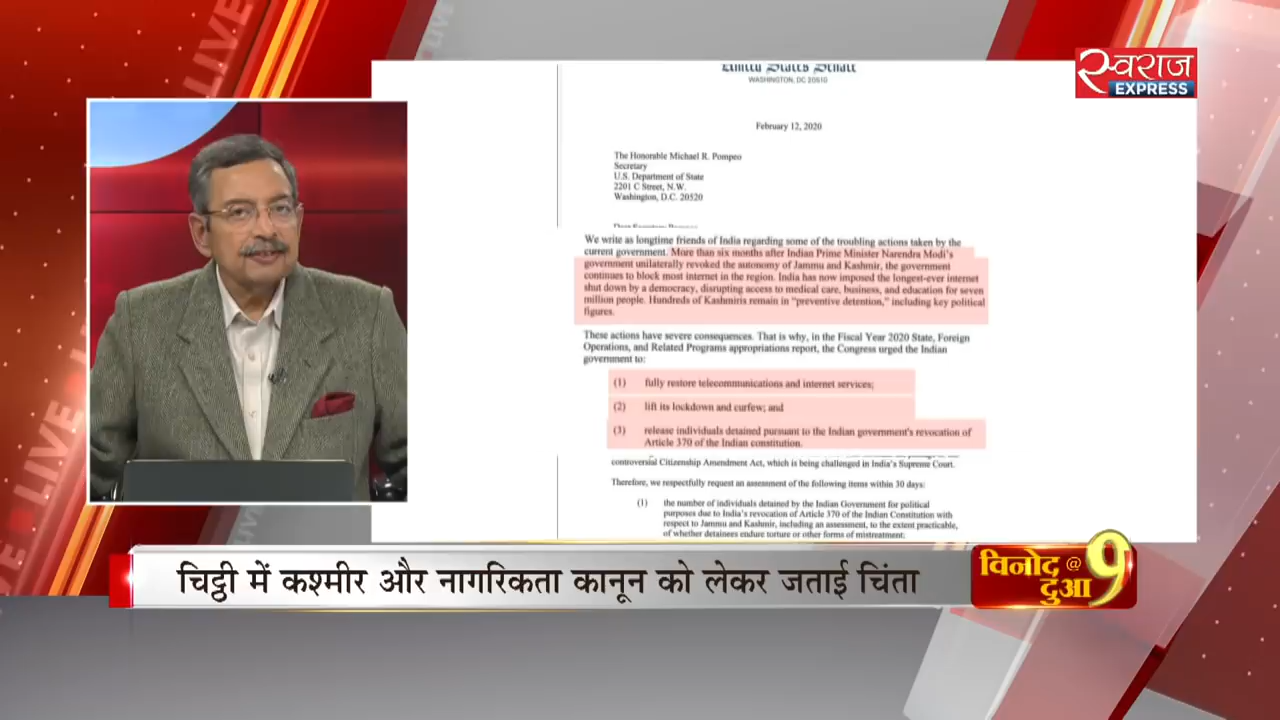 LIVE
स्वराज
EXPRESS
United States Senate
WASHINGTON, DC 20510
February 12, 2020
The Honorable Michael R. Pompeo
Secretary
U.S. Department of State
2201 C Street, N.W.
Washington, D.C. 20520
We write as longtime friends of India regarding some of the troubling actions taken by the
current government. More than six months after Indian Prime Minister Narendra Modi's
government unilaterally revoked the autonomy of Jammu and Kashmir, the government
continues to block most internet in the region. India has now imposed the longest-ever internet
shut down by a democracy, disrupting access to medical care, business, and education for seven
million people. Hundreds of Kashmiris remain in "preventive detention," including key political
figures.
These actions have severe consequences. That is why, in the Fiscal Year 2020 State, Foreign
Operations, and Related Programs appropriations report, the Congress urged the Indian
government to:
(1) fully restore telecommunications and internet services;
(2) lift its lockdown and curfew; and
(3) release individuals detained pursuant to the Indian government's revocation of
Article 370 of the Indian constitution.
controversial Citizenship Amendment Act, which is being challenged in India's Supreme Court.
Therefore, we respectfully request an assessment of the following items within 30 days:
(1) the number of individuals detained by the Indian Government for political
purposes due to India's revocation of Article 370 of the Indian Constitution with
respect to Jammu and Kashmir, including an assessment, to the extent practicable,
of whether detainees endure torture or other forms of mistreatment;
चिट्ठी में कश्मीर और नागरिकता कानून को लेकर जताई चिंता
विनोद @ 9
दुआ
LIVE
LIVE
LIVE